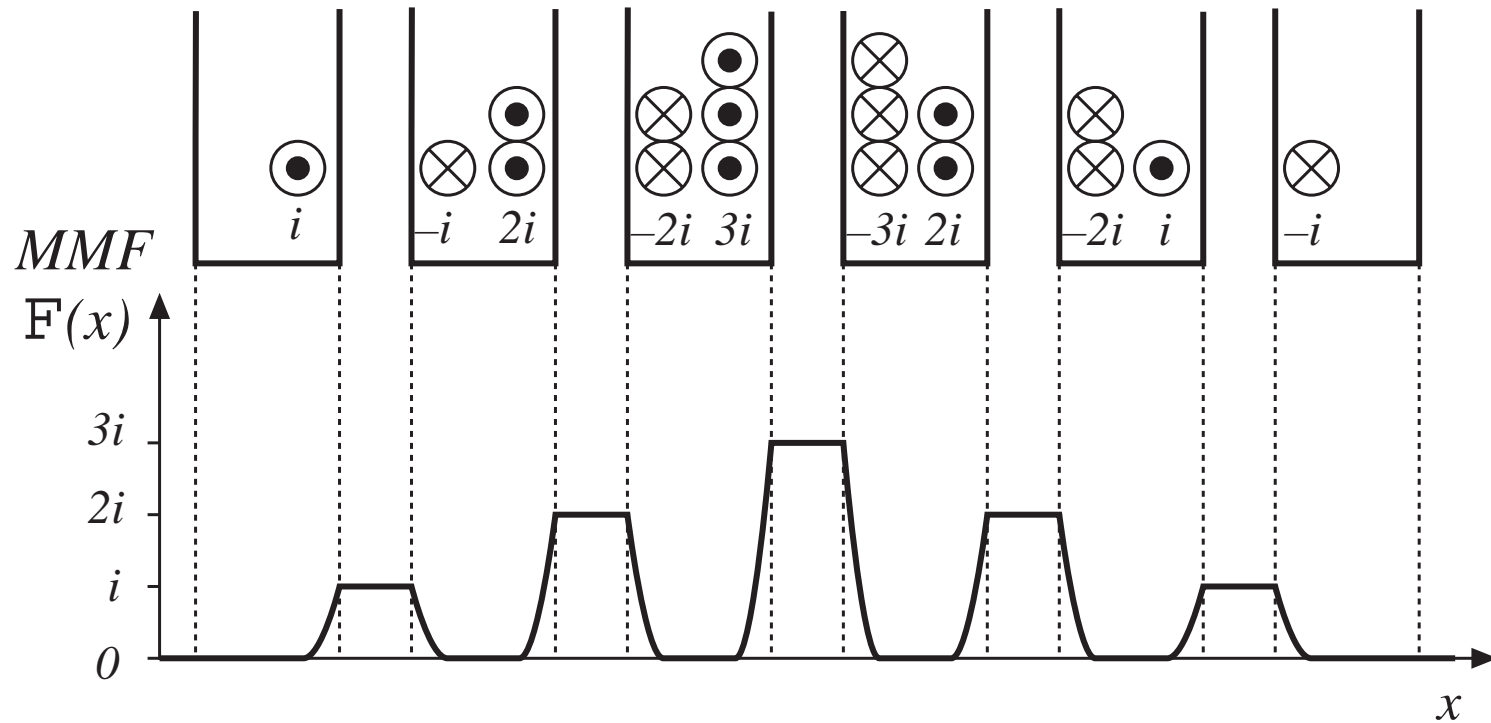 i –i 2i –2i 3i –3i 2i –2i i –i
MMF
F(x)
3i
2i
i
0
x